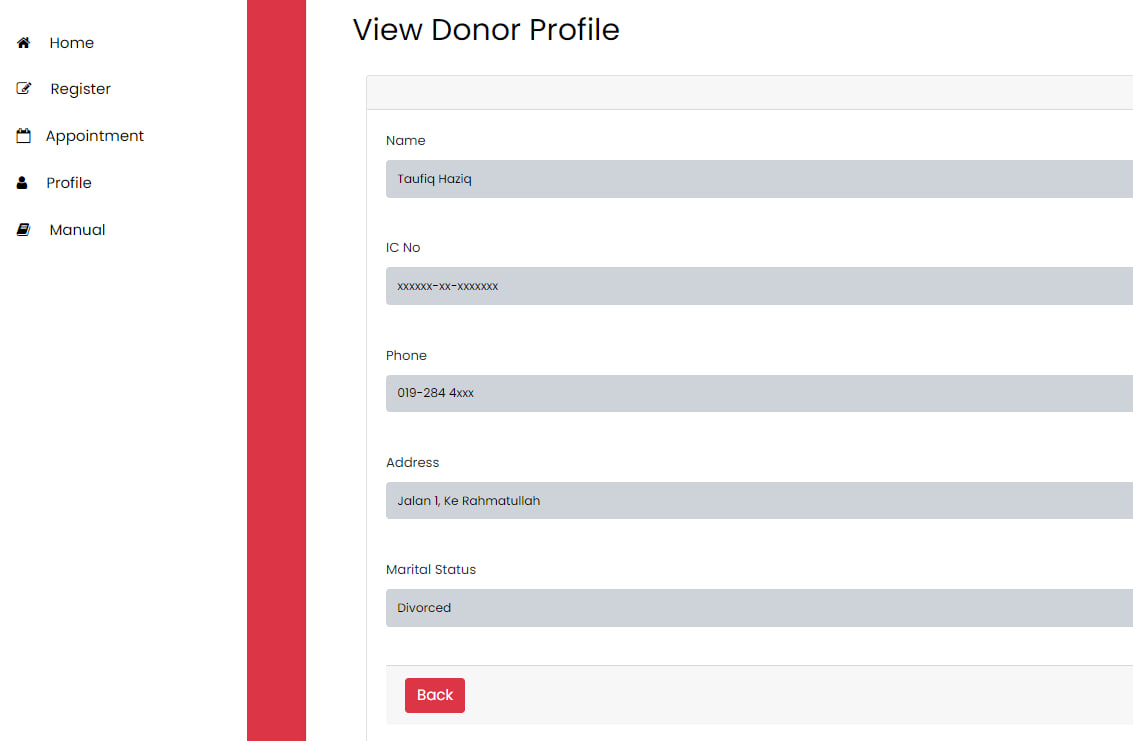 Home
Register
Appointment
Profile
Manual
View Donor Profile
Name
Taufiq Haziq
IC No
xxxxxx-xx-xxxxxxx
Phone
019-284 4xxx
Address
Jalan 1, Ke Rahmatullah
Marital Status
Divorced
Back